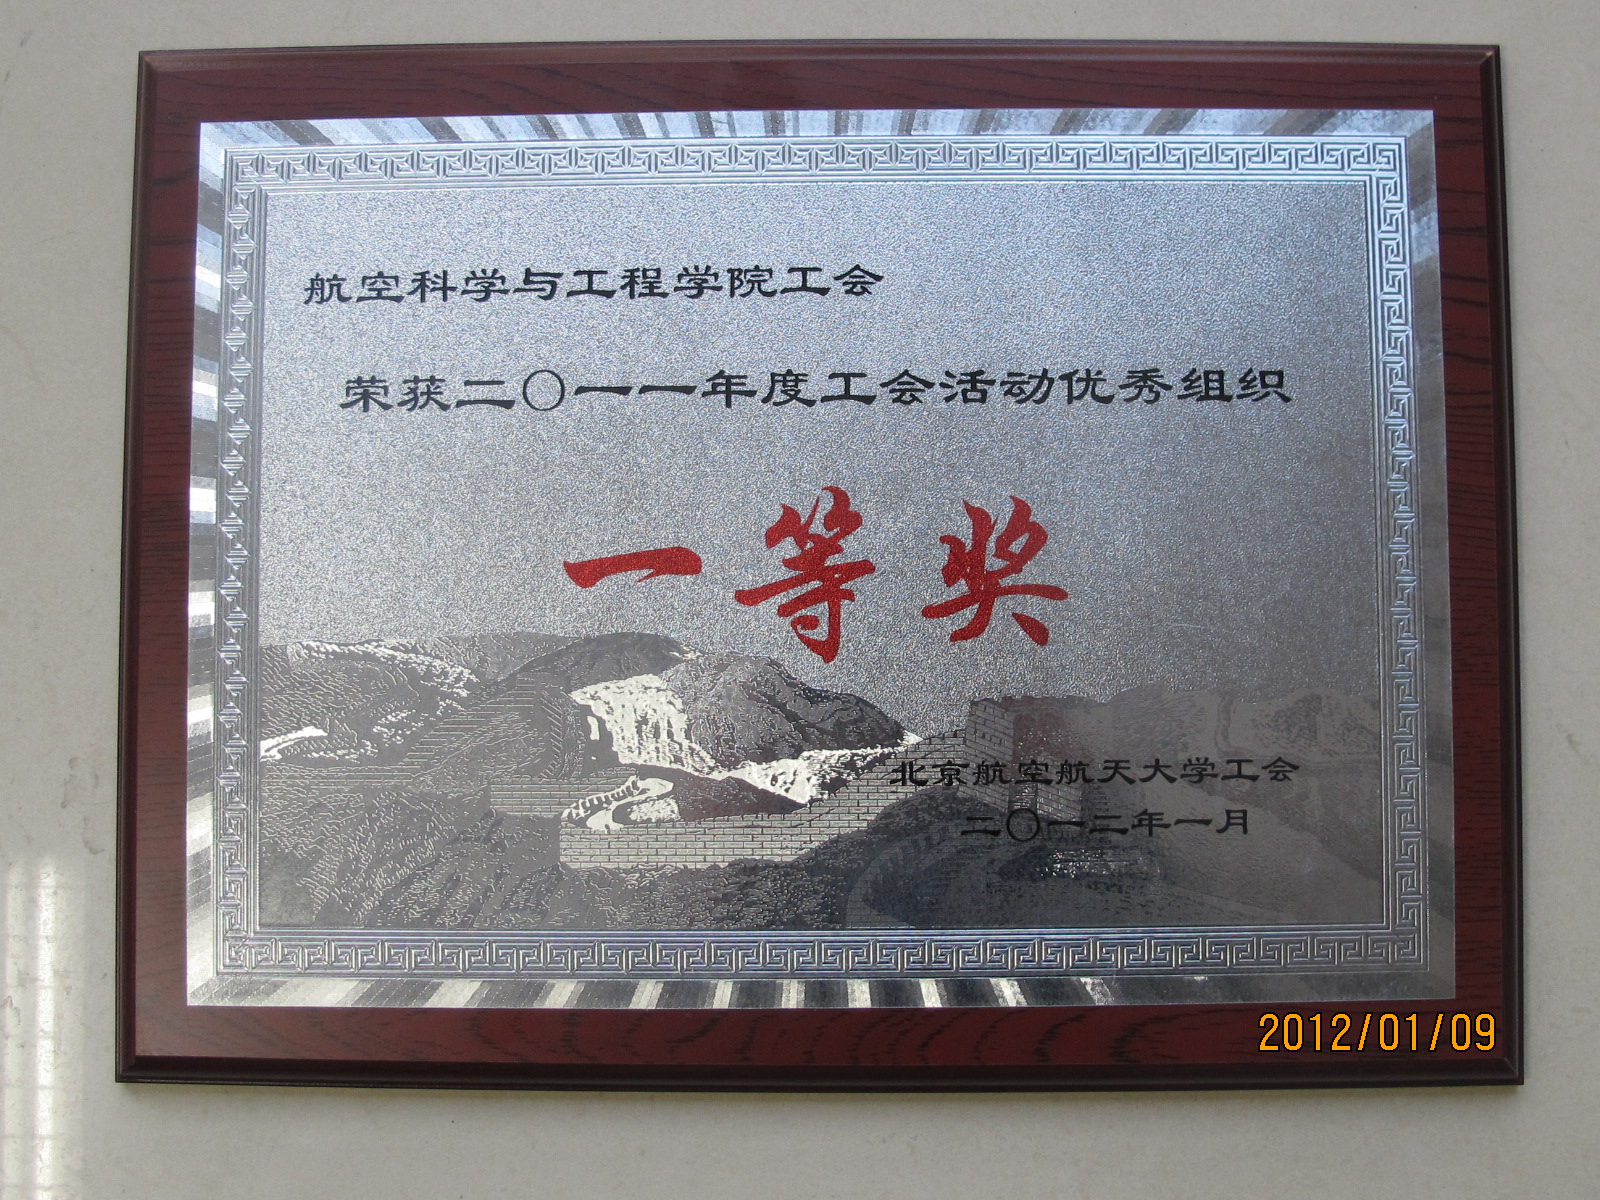 航空科学与工程学院工会
荣获二〇一一年度工会活动优秀组织
一等奖
北京航空航天大学工会
二〇一二年一月
2012/01/09